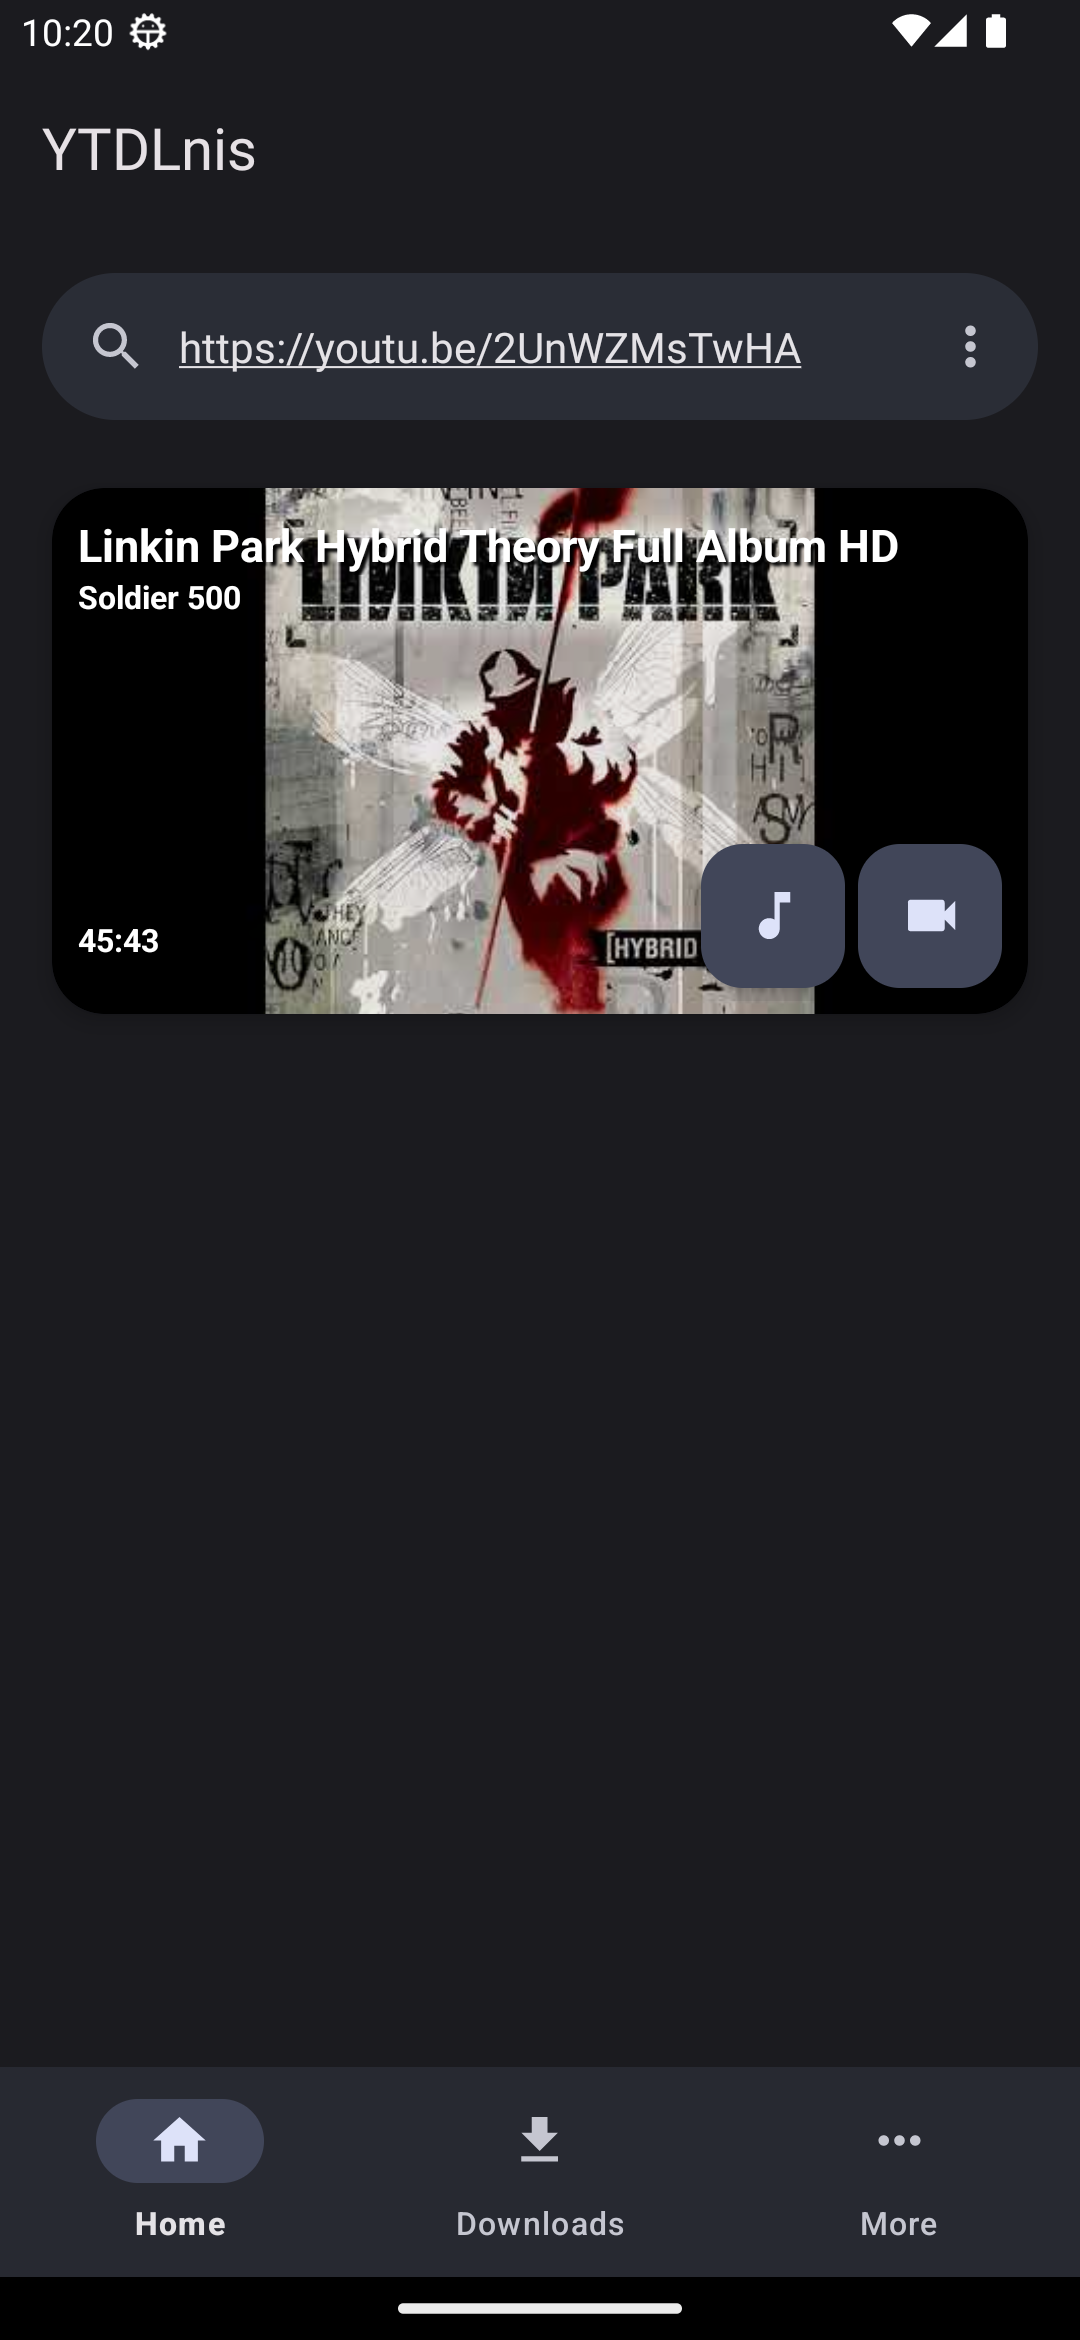 10:20
YTDLnis
https://youtu.be/2UnWZMsTwHA
Linkin Park Hybrid Theory Full Album HD
Soldier 500
LINKIN PARK
45:43
[HYBRID
Home
Downloads
More